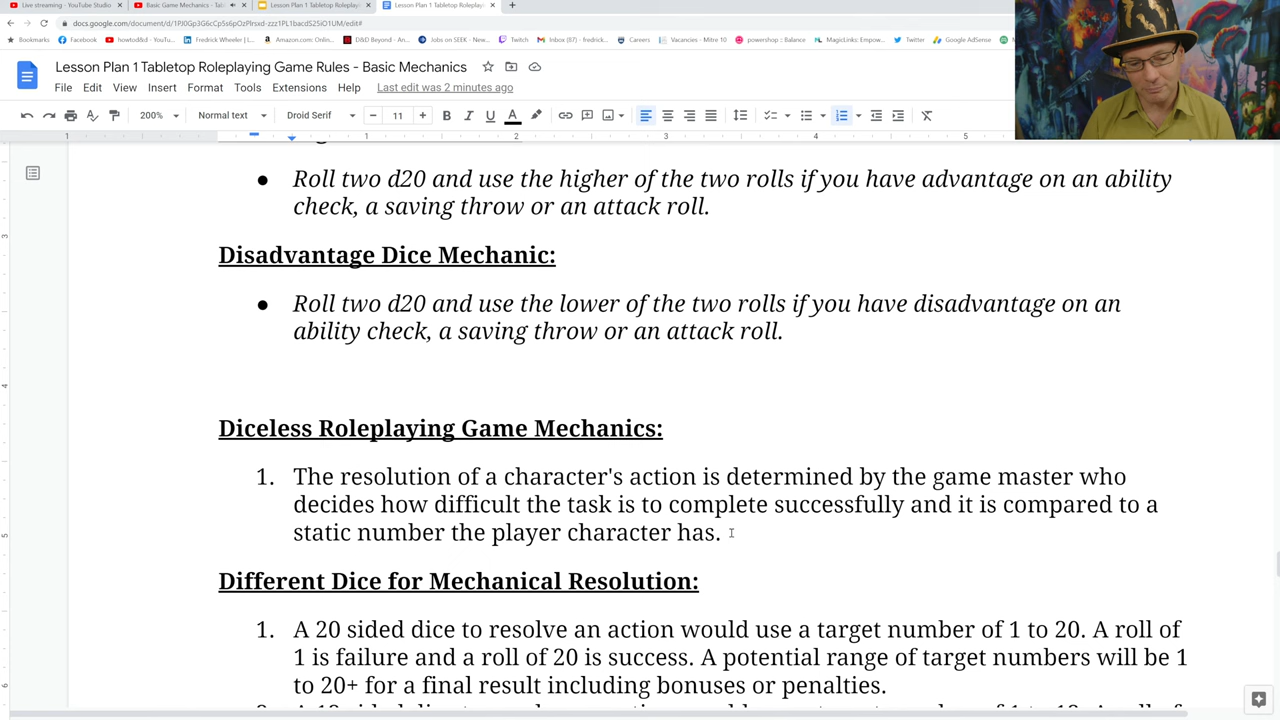 Live streaming - YouTube Studio
Basic Game Mechanics - Ta
Lesson Plan 1 Tabletop Roleplayi
Lesson Plan 1 Tabletop Roleplay
Bookmarks
Facebook
howtod&d - YouTu...
Fredrick Wheeler | L...
Amazon.com: Onlin...
D&D Beyond - An...
Jobs on SEEK - New...
Twitch
Inbox (87) - fredrick...
Careers
Vacancies - Mitre 10
powershop :: Balance
MagicLinks: Empow...
Twitter
Google AdSense
Lesson Plan 1 Tabletop Roleplaying Game Rules - Basic Mechanics
File Edit View Insert Format Tools Extensions Help Last edit was 2 minutes ago
200% Normal text Droid Serif 11 B I U A
1 1 2 3 4 5
Roll two d20 and use the higher of the two rolls if you have advantage on an ability
check, a saving throw or an attack roll.
Disadvantage Dice Mechanic:
Roll two d20 and use the lower of the two rolls if you have disadvantage on an
ability check, a saving throw or an attack roll.
Diceless Roleplaying Game Mechanics:
1. The resolution of a character's action is determined by the game master who
decides how difficult the task is to complete successfully and it is compared to a
static number the player character has.
Different Dice for Mechanical Resolution:
1. A 20 sided dice to resolve an action would use a target number of 1 to 20. A roll of
1 is failure and a roll of 20 is success. A potential range of target numbers will be 1
to 20+ for a final result including bonuses or penalties.